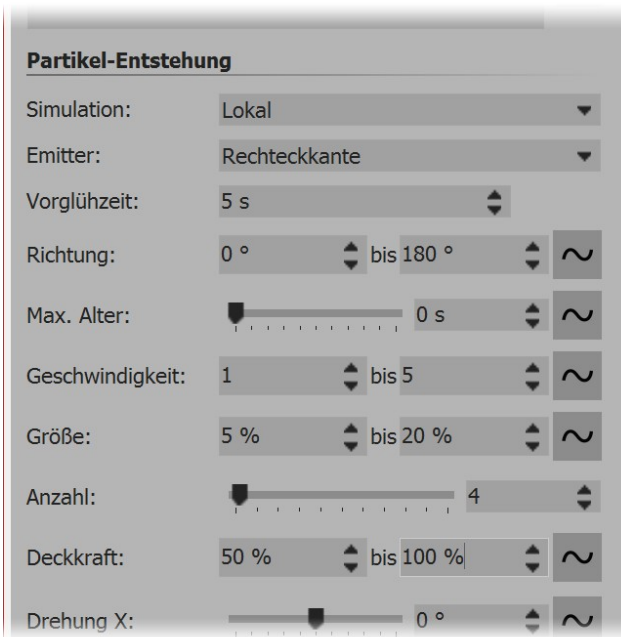 Partikel-Entstehung
Simulation: Lokal
Emitter: Rechteckkante
Vorglühzeit: 5 s
Richtung: 0 ° bis 180 °
Max. Alter: 0 s
Geschwindigkeit: 1 bis 5
Größe: 5 % bis 20 %
Anzahl: 4
Deckkraft: 50 % bis 100 %
Drehung X: 0 °